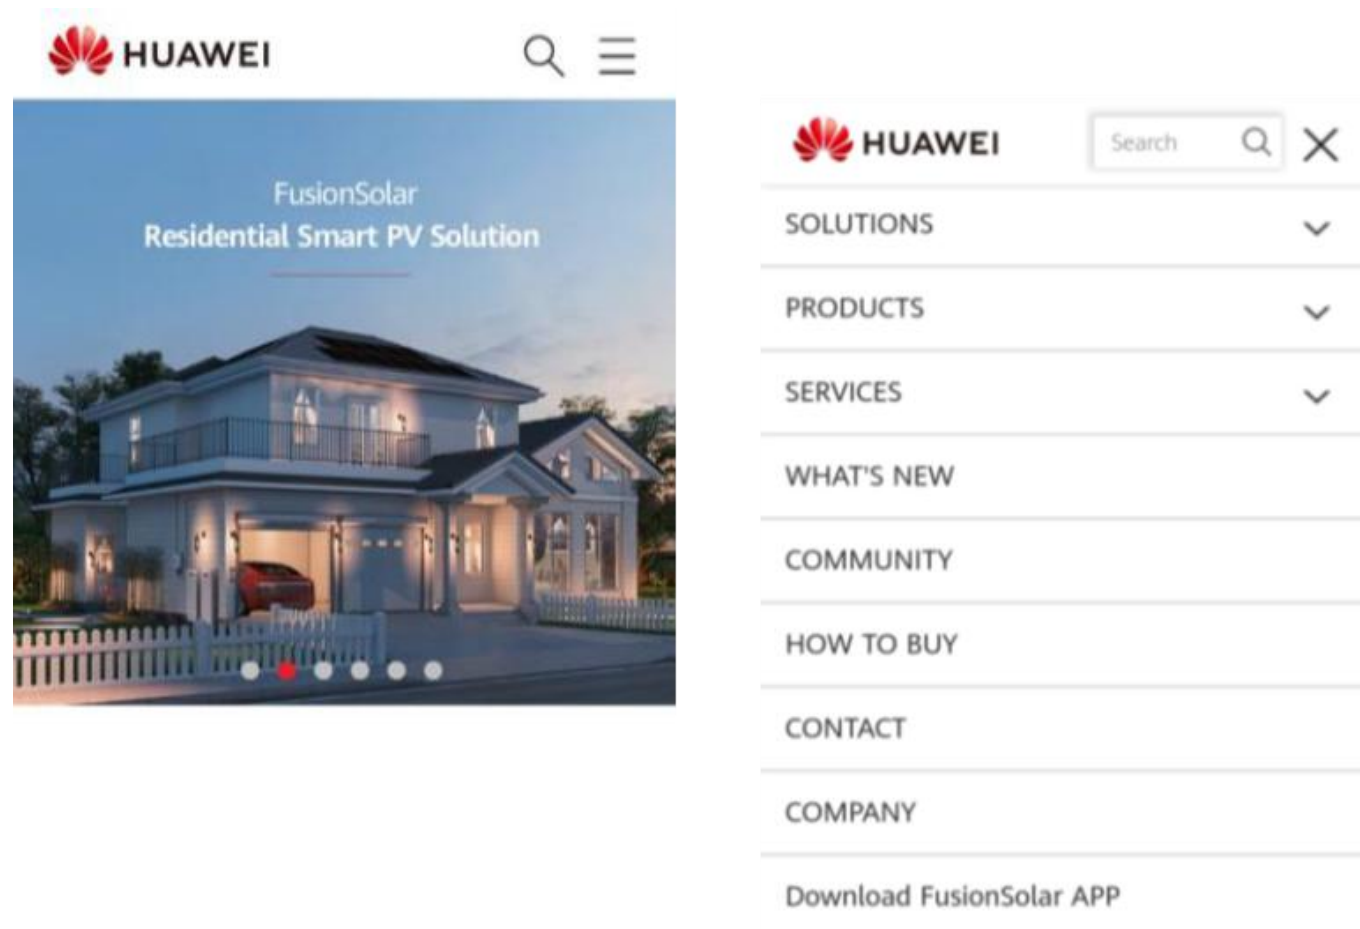 HUAWEI
FusionSolar
Residential Smart PV Solution
HUAWEI
Search
SOLUTIONS
PRODUCTS
SERVICES
WHAT'S NEW
COMMUNITY
HOW TO BUY
CONTACT
COMPANY
Download FusionSolar APP